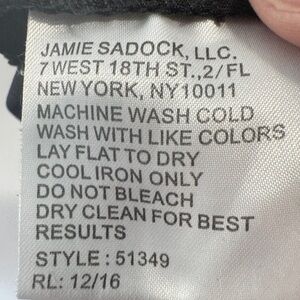 JAMIE SADOCK, LLC.
7 WEST 18TH ST., 2/FL
NEW YORK, NY10011
MACHINE WASH COLD
WASH WITH LIKE COLORS
LAY FLAT TO DRY
COOL IRON ONLY
DO NOT BLEACH
DRY CLEAN FOR BEST
RESULTS
STYLE : 51349
RL: 12/16